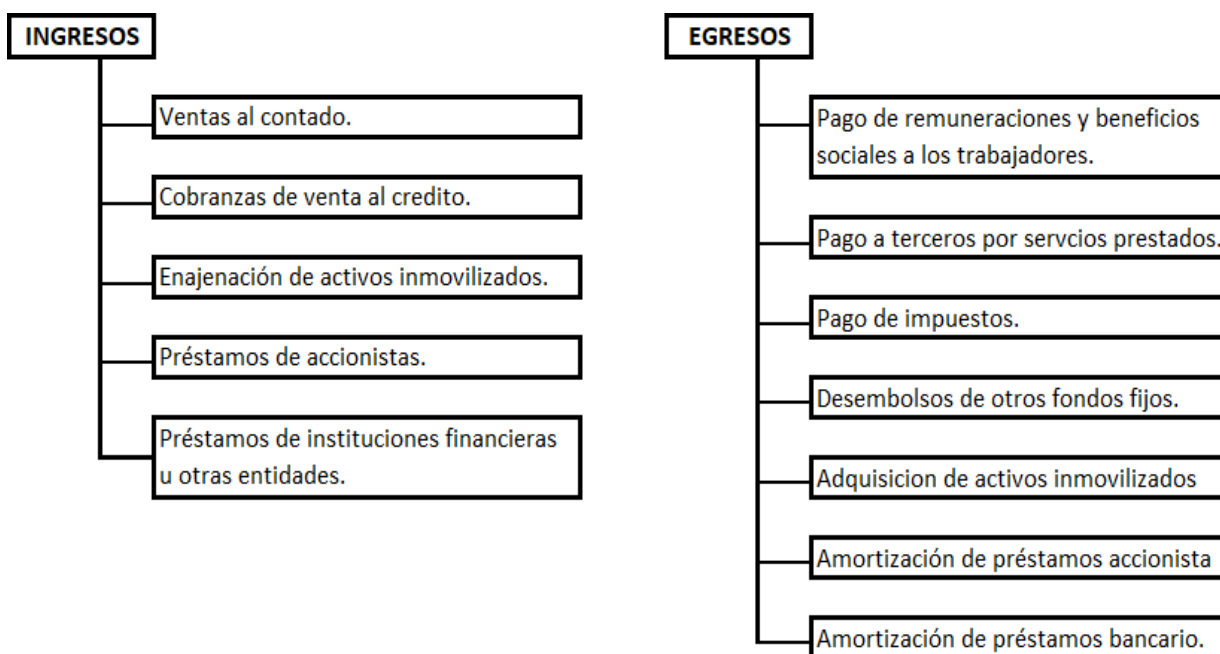 INGRESOS
Ventas al contado.
Cobranzas de venta al credito.
Enajenación de activos inmovilizados.
Préstamos de accionistas.
Préstamos de instituciones financieras
u otras entidades.
EGRESOS
Pago de remuneraciones y beneficios
sociales a los trabajadores.
Pago a terceros por servcios prestados.
Pago de impuestos.
Desembolsos de otros fondos fijos.
Adquisicion de activos inmovilizados
Amortización de préstamos accionista
Amortización de préstamos bancario.